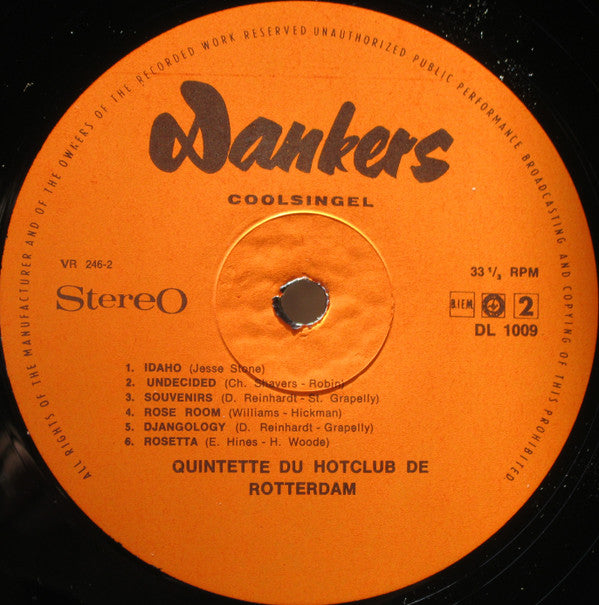 ALL RIGHTS OF THE MANUFACTURER AND OF THE OWKERS OF THE RECORDED WORK RESERVED UNAUTHORIZED PUBLIC PERFORMANCE BROADCASTING AND COPYING OF THIS PROHIBITED
Dankers
COOLSINGEL
VR 246-2
33 1/3 RPM
Stereo
B.I.E.M. 2
DL 1009
1. IDAHO (Jesse Stone)
2. UNDECIDED (Ch. Shavers - Robin)
3. SOUVENIRS (D. Reinhardt - St. Grapelly)
4. ROSE ROOM (Williams - Hickman)
5. DJANGOLOGY (D. Reinhardt - Grapelly)
6. ROSETTA (E. Hines - H. Woode)
QUINTETTE DU HOTCLUB DE
ROTTERDAM